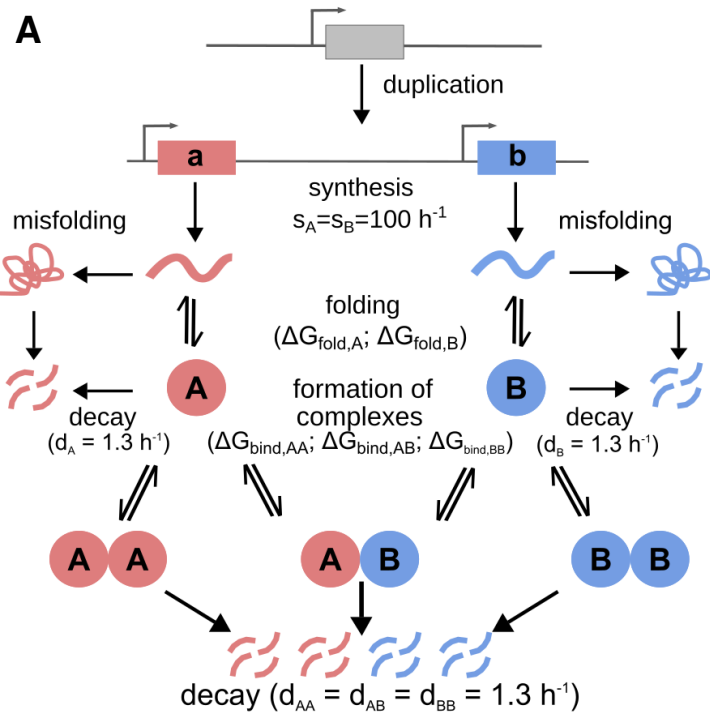 A
duplication
a
b
synthesis
s_A=s_B=100 h⁻¹
misfolding
misfolding
folding
(ΔG_fold,A; ΔG_fold,B)
A
B
formation of
complexes
(ΔG_bind,AA; ΔG_bind,AB; ΔG_bind,BB)
decay
(d_A = 1.3 h⁻¹)
decay
(d_B = 1.3 h⁻¹)
A A
A B
B B
decay (d_AA = d_AB = d_BB = 1.3 h⁻¹)